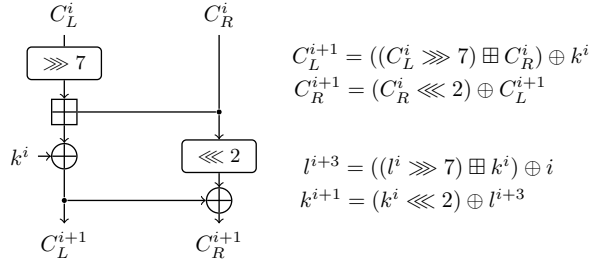 C_L^i C_R^i
⋙ 7
k^i
⋘ 2
C_L^{i+1} C_R^{i+1}
C_L^{i+1} = ((C_L^i ⋙ 7) ⊞ C_R^i) ⊕ k^i
C_R^{i+1} = (C_R^i ⋘ 2) ⊕ C_L^{i+1}
l^{i+3} = ((l^i ⋙ 7) ⊞ k^i) ⊕ i
k^{i+1} = (k^i ⋘ 2) ⊕ l^{i+3}